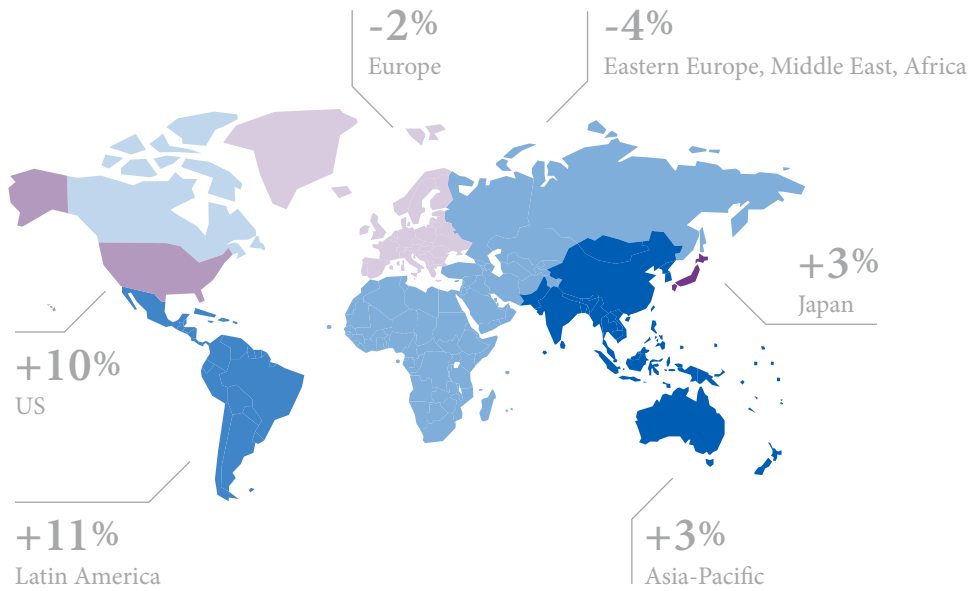 -2%
Europe
-4%
Eastern Europe, Middle East, Africa
+3%
Japan
+10%
US
+11%
Latin America
+3%
Asia-Pacific